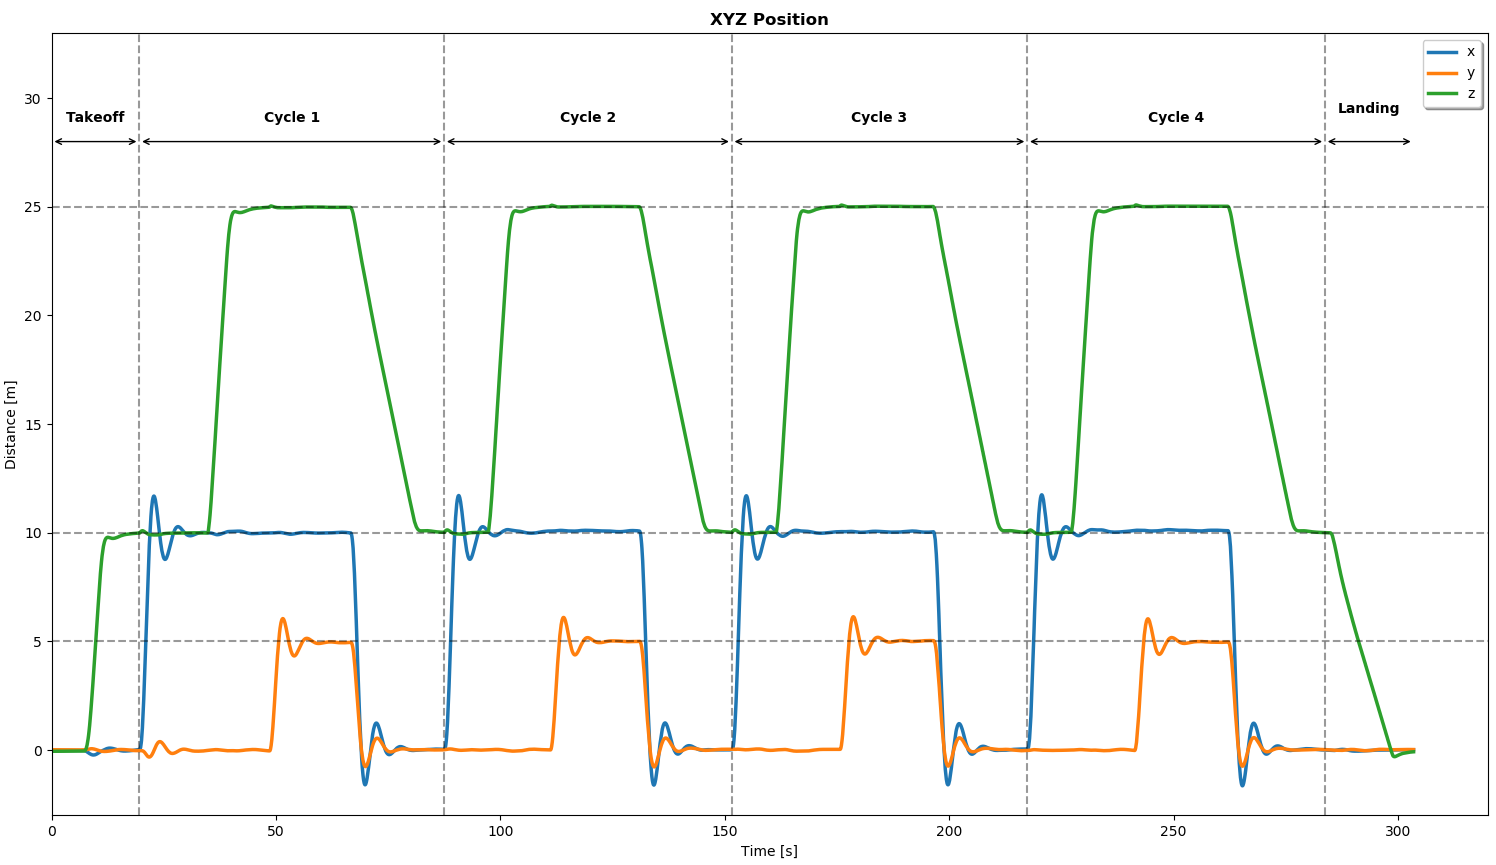 XYZ Position
x
y
z
Takeoff
Cycle 1
Cycle 2
Cycle 3
Cycle 4
Landing
30
25
20
15
10
5
0
Distance [m]
0
50
100
150
200
250
300
Time [s]